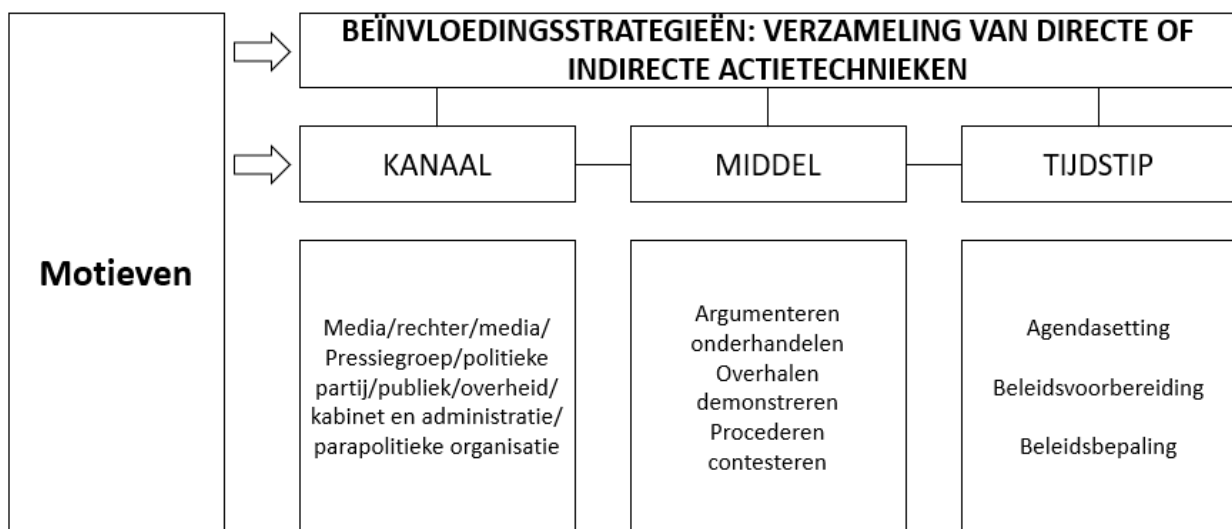 BEÏNVLOEDINGSSTRATEGIEËN: VERZAMELING VAN DIRECTE OF
INDIRECTE ACTIETECHNIEKEN
KANAAL
MIDDEL
TIJDSTIP
Motieven
Media/rechter/media/
Pressiegroep/politieke
partij/publiek/overheid/
kabinet en administratie/
parapolitieke organisatie
Argumenteren
onderhandelen
Overhalen
demonstreren
Procederen
contesteren
Agendasetting
Beleidsvoorbereiding
Beleidsbepaling